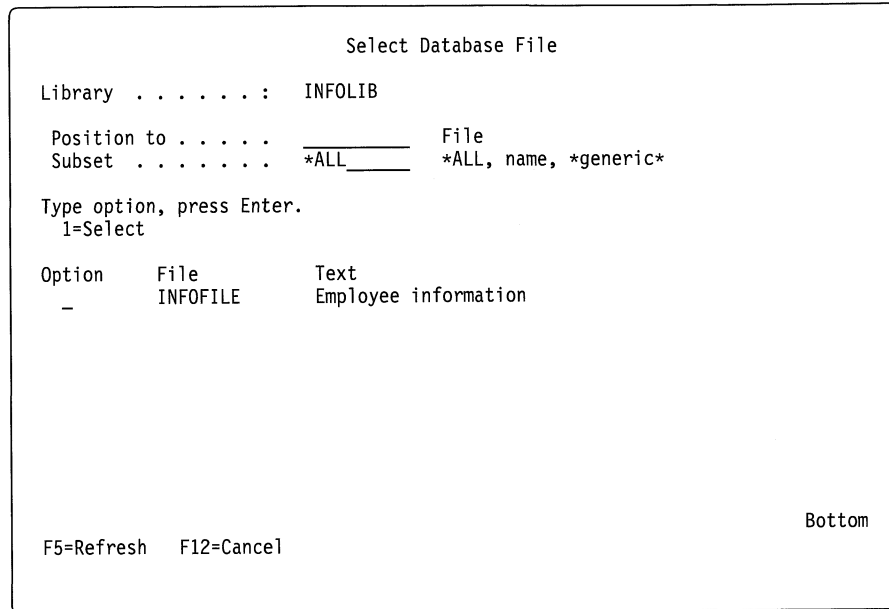 Select Database File
Library . . . . . . :   INFOLIB
Position to . . . . .   __________   File
Subset . . . . . . .   *ALL______   *ALL, name, *generic*
Type option, press Enter.
1=Select
Option   File   Text
_   INFOFILE   Employee information
Bottom
F5=Refresh   F12=Cancel